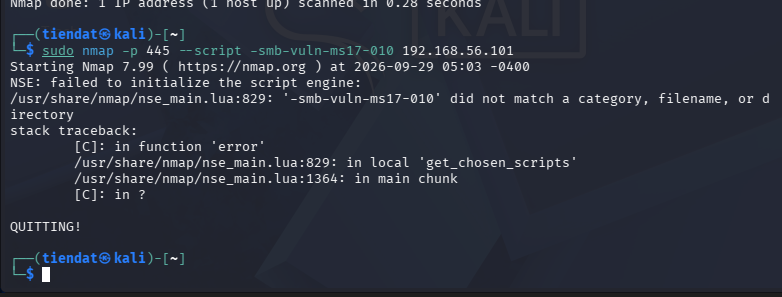 Nmap done: 1 IP address (1 host up) scanned in 0.28 seconds
KALI
┌──(tiendat㉿kali)-[~]
└─$ sudo nmap -p 445 --script -smb-vuln-ms17-010 192.168.56.101
Starting Nmap 7.99 ( https://nmap.org ) at 2026-09-29 05:03 -0400
NSE: failed to initialize the script engine:
/usr/share/nmap/nse_main.lua:829: '-smb-vuln-ms17-010' did not match a category, filename, or d
irectory
stack traceback:
        [C]: in function 'error'
        /usr/share/nmap/nse_main.lua:829: in local 'get_chosen_scripts'
        /usr/share/nmap/nse_main.lua:1364: in main chunk
        [C]: in ?
QUITTING!
┌──(tiendat㉿kali)-[~]
└─$